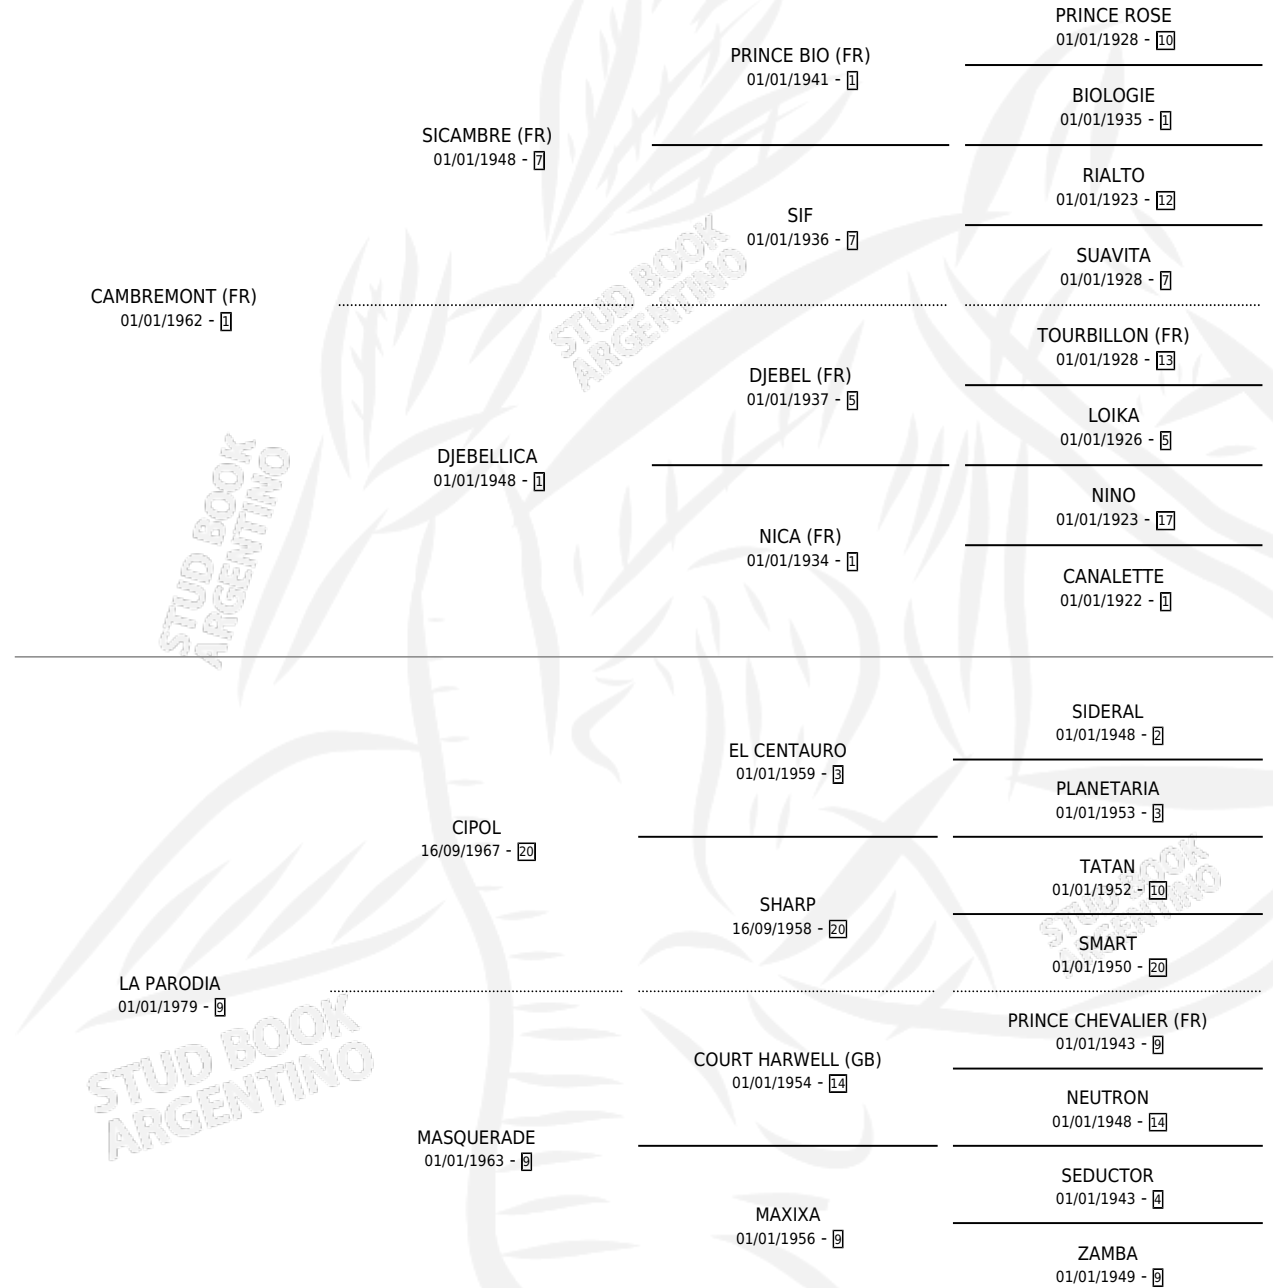 PRINCE ROSE
01/01/1928 - 10
PRINCE BIO (FR)
01/01/1941 - 1
BIOLOGIE
01/01/1935 - 1
SICAMBRE (FR)
01/01/1948 - 7
RIALTO
01/01/1923 - 12
SIF
01/01/1936 - 7
SUAVITA
01/01/1928 - 7
CAMBREMONT (FR)
01/01/1962 - 1
STUD BOOK
ARGENTINO
TOURBILLON (FR)
01/01/1928 - 13
DJEBEL (FR)
01/01/1937 - 5
LOIKA
01/01/1926 - 5
DJEBELLICA
01/01/1948 - 1
NINO
01/01/1923 - 17
NICA (FR)
01/01/1934 - 1
CANALETTE
01/01/1922 - 1
STUD BOOK
ARGENTINO
SIDERAL
01/01/1948 - 2
EL CENTAURO
01/01/1959 - 3
PLANETARIA
01/01/1953 - 3
CIPOL
16/09/1967 - 20
TATAN
01/01/1952 - 10
SHARP
16/09/1958 - 20
SMART
01/01/1950 - 20
STUD BOOK
ARGENTINO
LA PARODIA
01/01/1979 - 9
PRINCE CHEVALIER (FR)
01/01/1943 - 9
COURT HARWELL (GB)
01/01/1954 - 14
NEUTRON
01/01/1948 - 14
STUD BOOK
ARGENTINO
MASQUERADE
01/01/1963 - 9
SEDUCTOR
01/01/1943 - 4
MAXIXA
01/01/1956 - 9
ZAMBA
01/01/1949 - 9